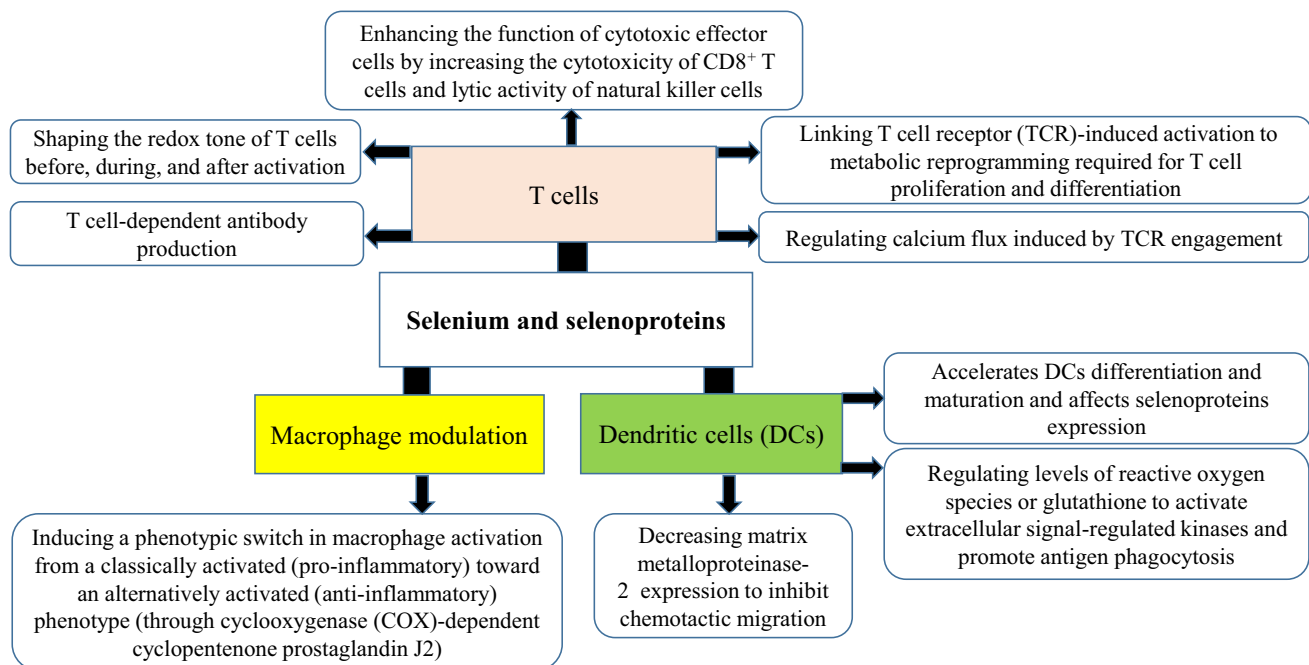 Enhancing the function of cytotoxic effector
cells by increasing the cytotoxicity of CD8⁺ T
cells and lytic activity of natural killer cells
Shaping the redox tone of T cells
before, during, and after activation
Linking T cell receptor (TCR)-induced activation to
metabolic reprogramming required for T cell
proliferation and differentiation
T cells
T cell-dependent antibody
production
Regulating calcium flux induced by TCR engagement
Selenium and selenoproteins
Accelerates DCs differentiation and
maturation and affects selenoproteins
expression
Macrophage modulation
Dendritic cells (DCs)
Regulating levels of reactive oxygen
species or glutathione to activate
extracellular signal-regulated kinases and
promote antigen phagocytosis
Inducing a phenotypic switch in macrophage activation
from a classically activated (pro-inflammatory) toward
an alternatively activated (anti-inflammatory)
phenotype (through cyclooxygenase (COX)-dependent
cyclopentenone prostaglandin J2)
Decreasing matrix
metalloproteinase-
2 expression to inhibit
chemotactic migration